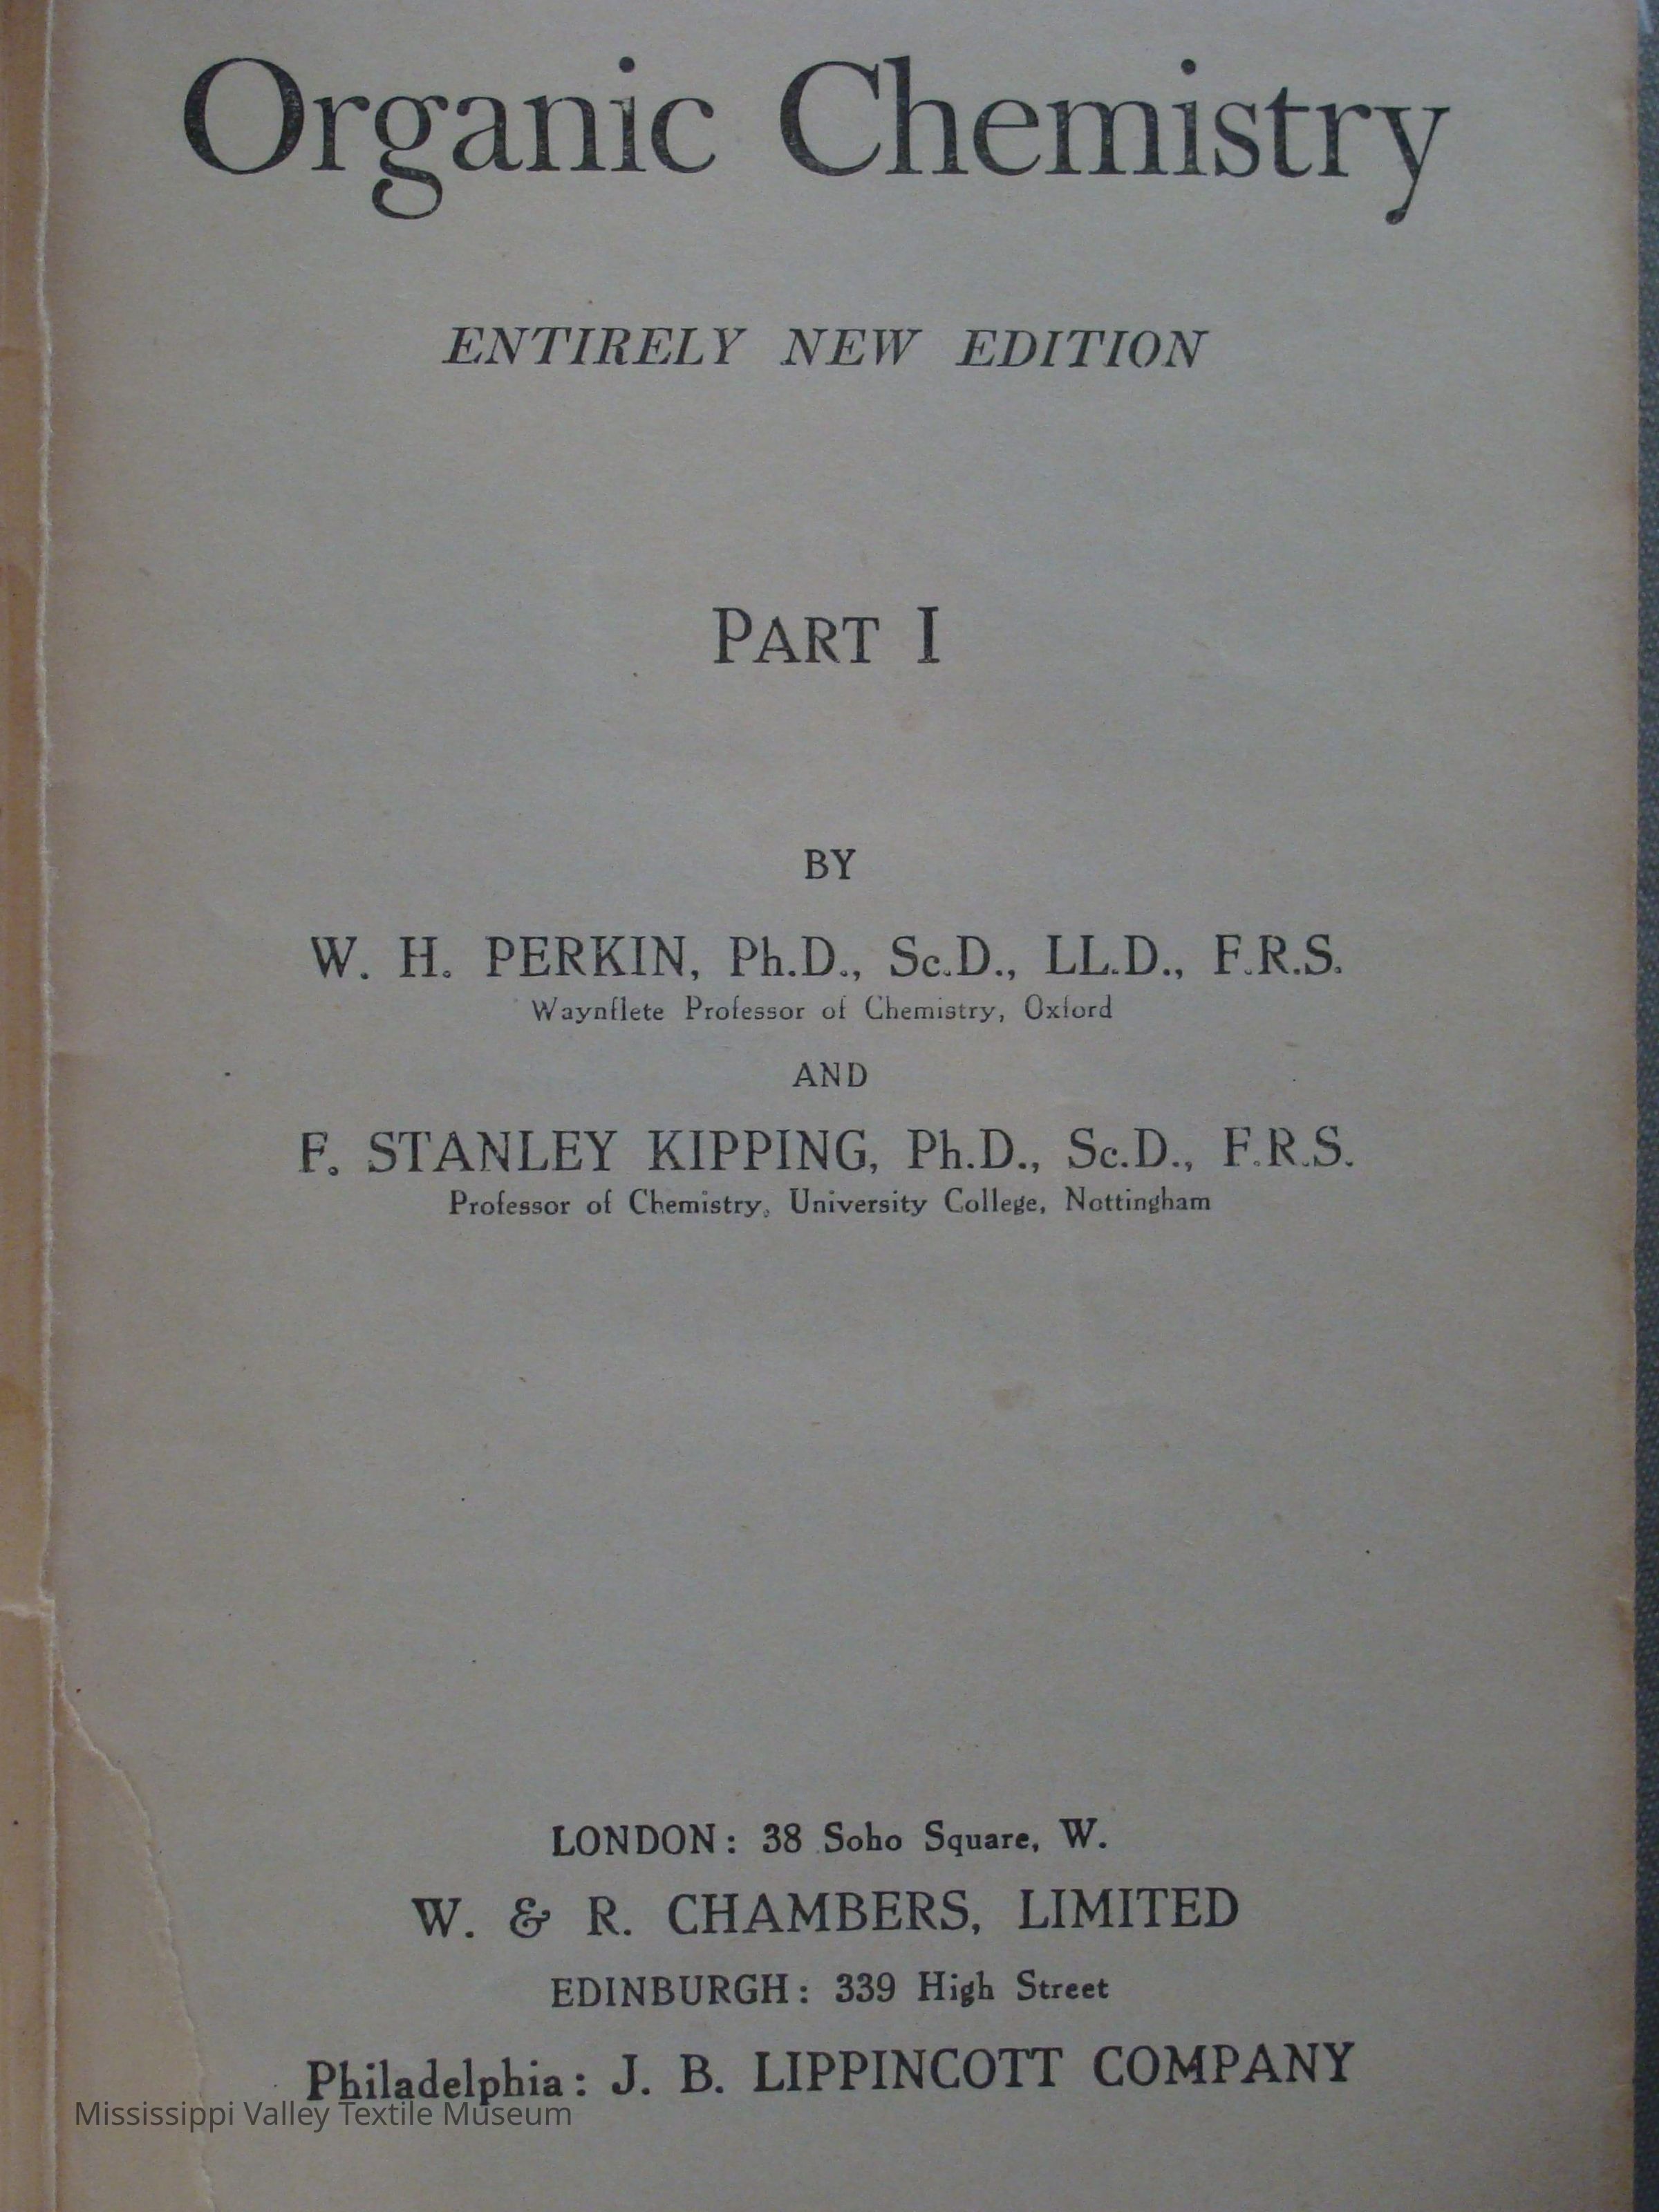 Organic Chemistry
ENTIRELY NEW EDITION
PART I
BY
W. H. PERKIN, Ph.D., Sc.D., LL.D., F.R.S.
Waynflete Professor of Chemistry, Oxford
AND
F. STANLEY KIPPING, Ph.D., Sc.D., F.R.S.
Professor of Chemistry, University College, Nottingham
LONDON: 38 Soho Square, W.
W. & R. CHAMBERS, LIMITED
EDINBURGH: 339 High Street
Philadelphia: J. B. LIPPINCOTT COMPANY
Mississippi Valley Textile Museum